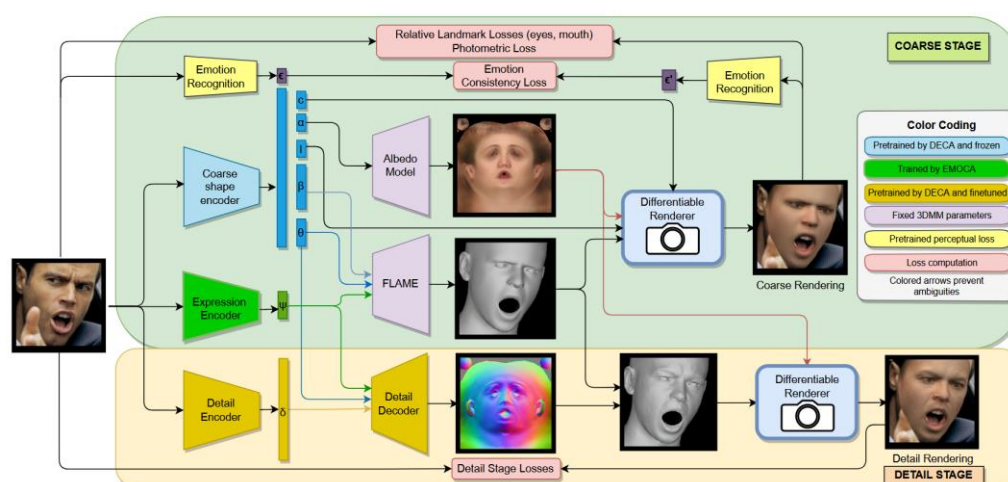 Relative Landmark Losses (eyes, mouth)
Photometric Loss
COARSE STAGE
Emotion
Recognition
ϵ
Emotion
Consistency Loss
ϵ'
Emotion
Recognition
c
α
l
β
θ
Coarse
shape
encoder
Albedo
Model
Differentiable
Renderer
Coarse Rendering
Color Coding
Pretrained by DECA and frozen
Trained by EMOCA
Pretrained by DECA and finetuned
Fixed 3DMM parameters
Pretrained perceptual loss
Loss computation
Colored arrows prevent
ambiguities
Expression
Encoder
ψ
FLAME
Detail
Encoder
δ
Detail
Decoder
Differentiable
Renderer
Detail Rendering
Detail Stage Losses
DETAIL STAGE